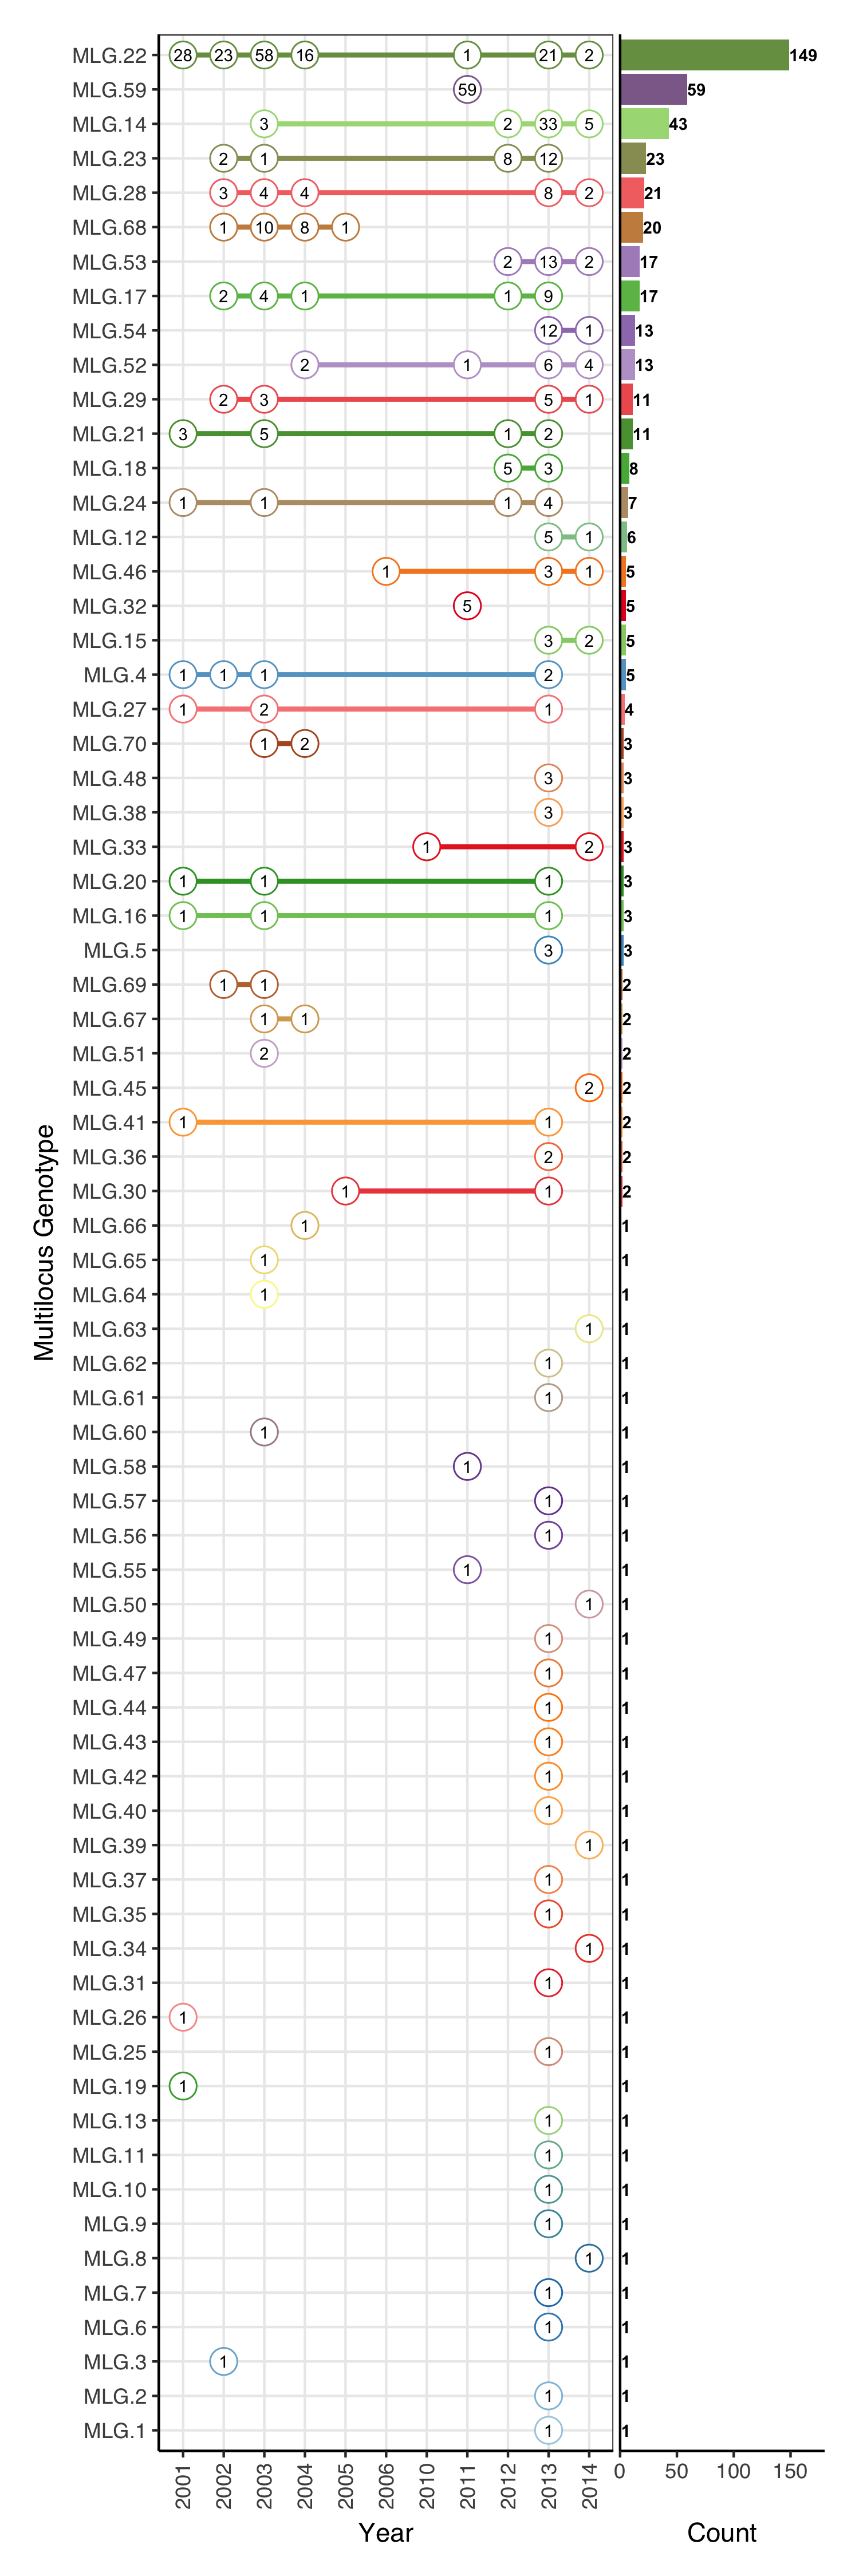 MLG.22 28 23 58 16 1 21 2 149
MLG.59 59 59
MLG.14 3 2 33 5 43
MLG.23 2 1 8 12 23
MLG.28 3 4 4 8 2 21
MLG.68 1 10 8 1 20
MLG.53 2 13 2 17
MLG.17 2 4 1 1 9 17
MLG.54 12 1 13
MLG.52 2 1 6 4 13
MLG.29 2 3 5 1 11
MLG.21 3 5 1 2 11
MLG.18 5 3 8
MLG.24 1 1 1 4 7
MLG.12 5 1 6
MLG.46 1 3 1 5
MLG.32 5 5
MLG.15 3 2 5
MLG.4 1 1 1 2 5
MLG.27 1 2 1 4
MLG.70 1 2 3
MLG.48 3 3
MLG.38 3 3
MLG.33 1 2 3
MLG.20 1 1 1 3
MLG.16 1 1 1 3
MLG.5 3 3
MLG.69 1 1 2
MLG.67 1 1 2
MLG.51 2 2
MLG.45 2 2
MLG.41 1 1 2
MLG.36 2 2
MLG.30 1 1 2
MLG.66 1 1
MLG.65 1 1
MLG.64 1 1
MLG.63 1 1
MLG.62 1 1
MLG.61 1 1
MLG.60 1 1
MLG.58 1 1
MLG.57 1 1
MLG.56 1 1
MLG.55 1 1
MLG.50 1 1
MLG.49 1 1
MLG.47 1 1
MLG.44 1 1
MLG.43 1 1
MLG.42 1 1
MLG.40 1 1
MLG.39 1 1
MLG.37 1 1
MLG.35 1 1
MLG.34 1 1
MLG.31 1 1
MLG.26 1 1
MLG.25 1 1
MLG.19 1 1
MLG.13 1 1
MLG.11 1 1
MLG.10 1 1
MLG.9 1 1
MLG.8 1 1
MLG.7 1 1
MLG.6 1 1
MLG.3 1 1
MLG.2 1 1
MLG.1 1 1
Multilocus Genotype
2001 2002 2003 2004 2005 2006 2010 2011 2012 2013 2014
0 50 100 150
Year
Count